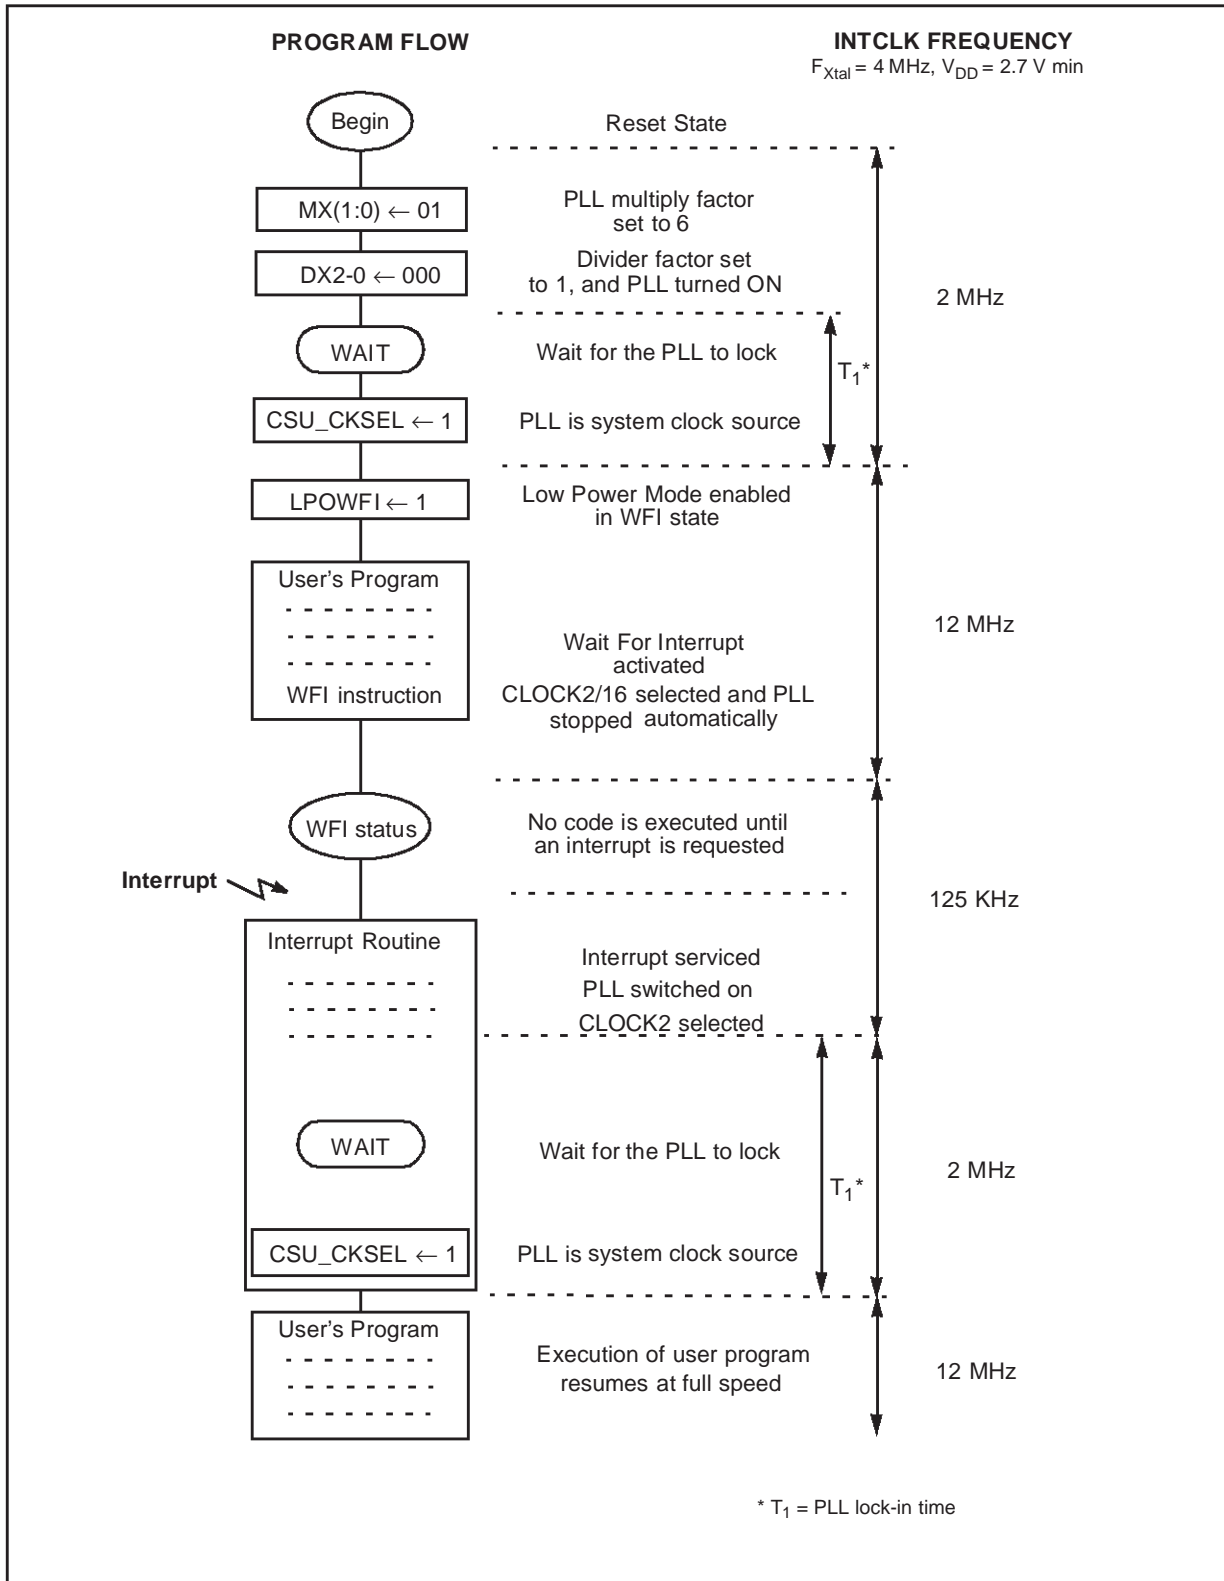 PROGRAM FLOW
INTCLK FREQUENCY
F_Xtal = 4 MHz, V_DD = 2.7 V min
Begin
Reset State
MX(1:0) ← 01
PLL multiply factor
set to 6
DX2-0 ← 000
Divider factor set
to 1, and PLL turned ON
2 MHz
WAIT
Wait for the PLL to lock
T_1*
CSU_CKSEL ← 1
PLL is system clock source
LPOWFI ← 1
Low Power Mode enabled
in WFI state
User's Program
WFI instruction
12 MHz
Wait For Interrupt
activated
CLOCK2/16 selected and PLL
stopped automatically
WFI status
No code is executed until
an interrupt is requested
Interrupt
125 KHz
Interrupt Routine
Interrupt serviced
PLL switched on
CLOCK2 selected
WAIT
Wait for the PLL to lock
2 MHz
T_1*
CSU_CKSEL ← 1
PLL is system clock source
User's Program
Execution of user program
resumes at full speed
12 MHz
* T_1 = PLL lock-in time